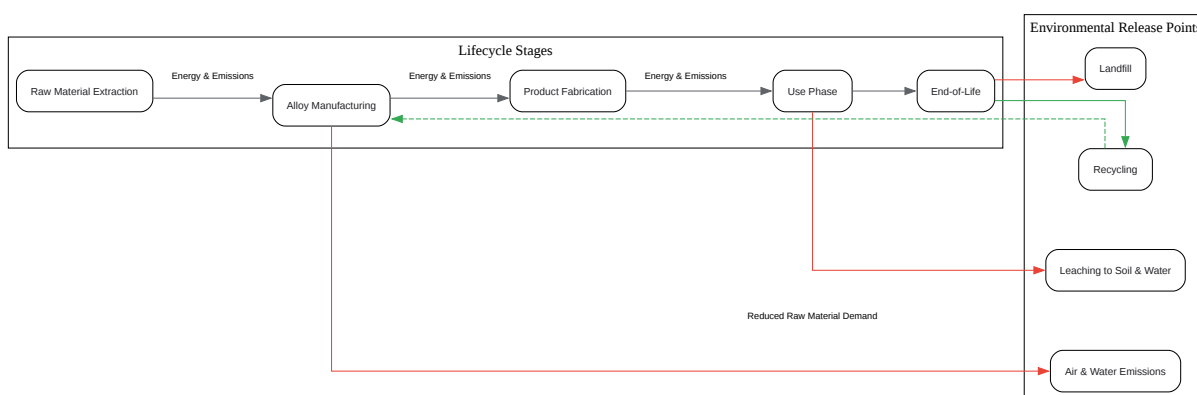 Environmental Release Points
Lifecycle Stages
Landfill
Energy & Emissions
Energy & Emissions
Energy & Emissions
Raw Material Extraction
Alloy Manufacturing
Product Fabrication
Use Phase
End-of-Life
Recycling
Leaching to Soil & Water
Reduced Raw Material Demand
Air & Water Emissions